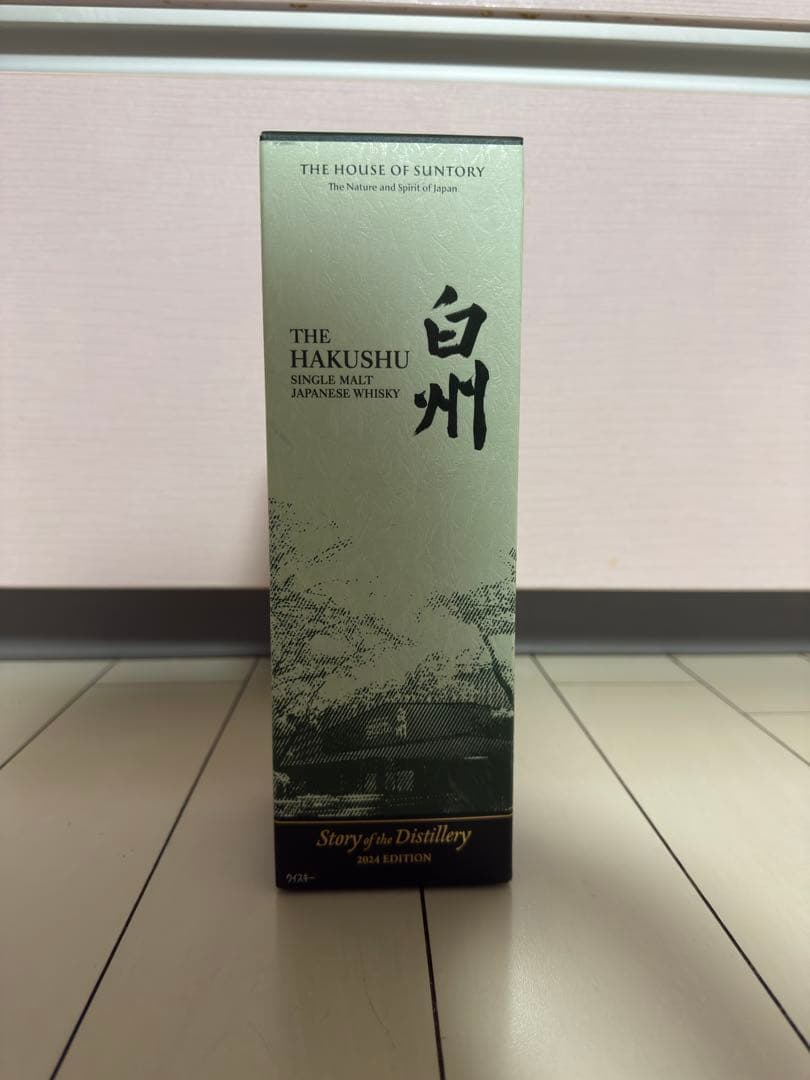 THE HOUSE OF SUNTORY
The Nature and Spirit of Japan
白州
THE
HAKUSHU
SINGLE MALT
JAPANESE WHISKY
Story of the Distillery
2024 EDITION
ウイスキー